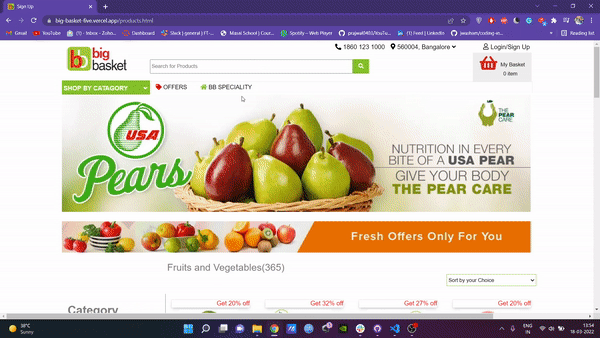 Sign Up
big-basket-five.vercel.app/products.html
Gmail
YouTube
(1) - Inbox - Zoho...
Dashboard
Slack | general | FT-...
Masai School | Cour...
Spotify – Web Player
prajwal0403/YouTu...
(1) Feed | LinkedIn
Reading list
big
basket
1860 123 1000
560004, Bangalore
Login/Sign Up
Search for Products
My Basket
0 item
SHOP BY CATAGORY
OFFERS
BB SPECIALITY
USA
Pears
THE
PEAR
CARE
NUTRITION IN EVERY
BITE OF A USA PEAR
GIVE YOUR BODY
THE PEAR CARE
Fresh Offers Only For You
Fruits and Vegetables(365)
Sort by your Choice
Category
Get 20% off
Get 32% off
Get 27% off
Get 20% off
38°C
Sunny
ENG
IN
13:54
18-03-2022